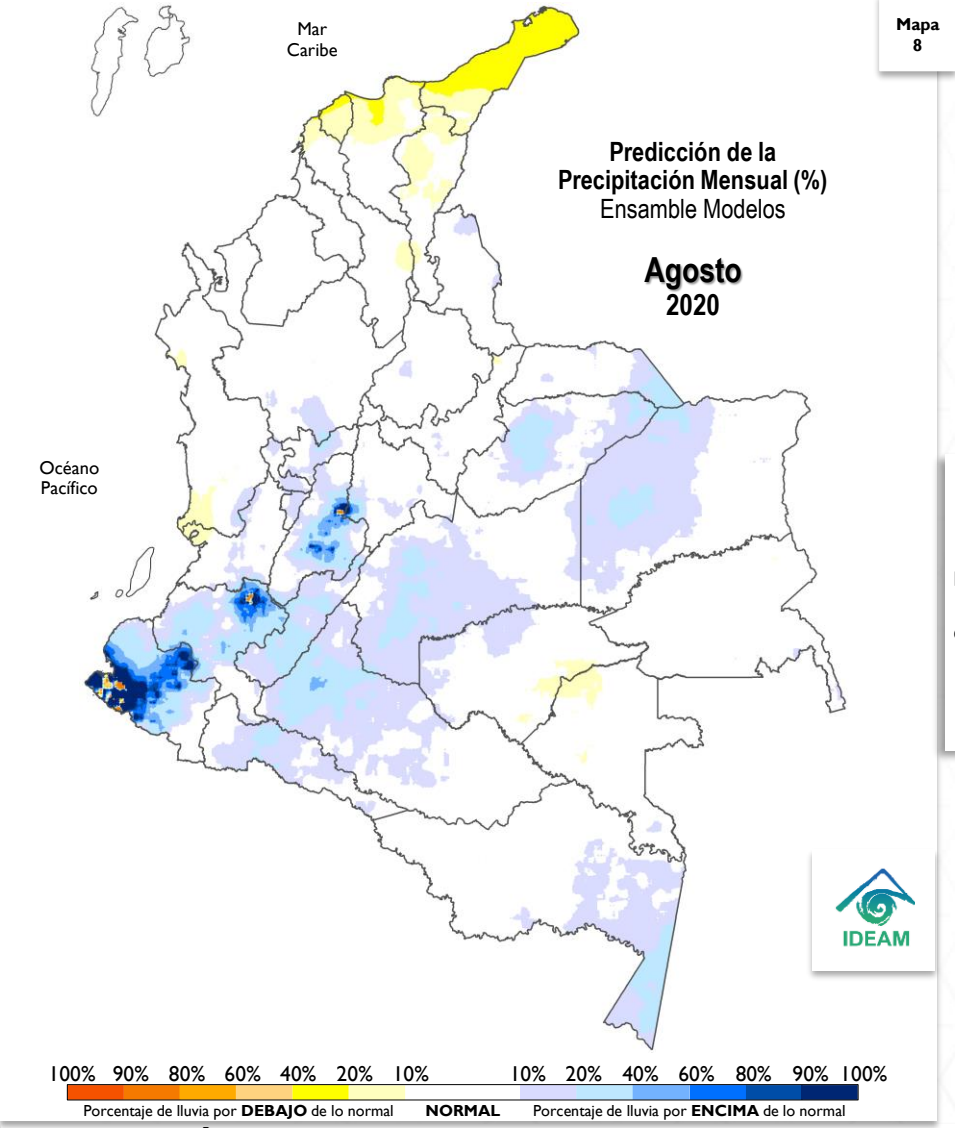 Mar
Caribe
Mapa
8
Predicción de la
Precipitación Mensual (%)
Ensamble Modelos
Agosto
2020
Océano
Pacífico
IDEAM
100% 90% 80% 60% 40% 20% 10% 10% 20% 40% 60% 80% 90% 100%
Porcentaje de lluvia por DEBAJO de lo normal NORMAL Porcentaje de lluvia por ENCIMA de lo normal